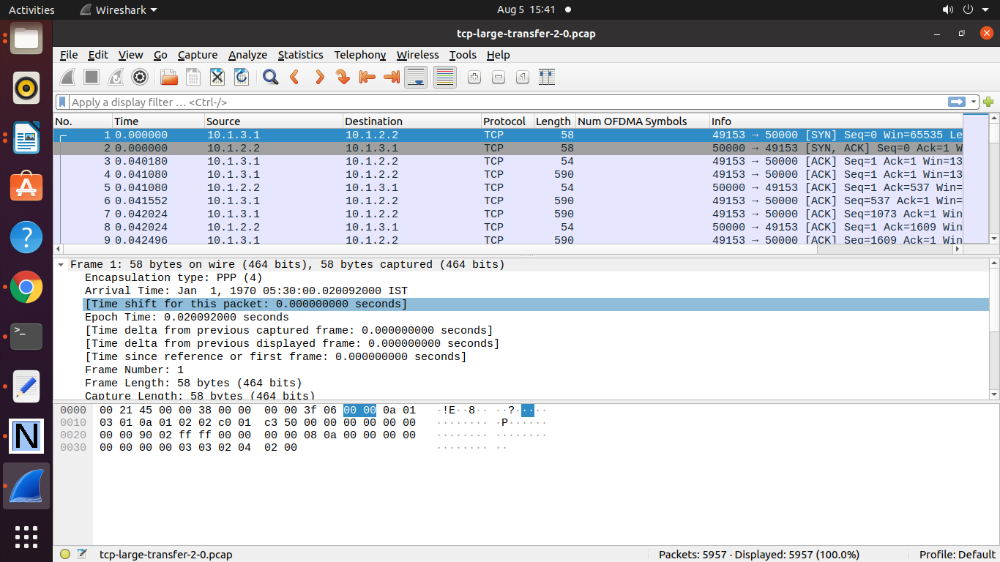 Activities Wireshark Aug 5 15:41
tcp-large-transfer-2-0.pcap
File Edit View Go Capture Analyze Statistics Telephony Wireless Tools Help
Apply a display filter … <Ctrl-/>
No. Time Source Destination Protocol Length Num OFDMA Symbols Info
1 0.000000 10.1.3.1 10.1.2.2 TCP 58 49153 → 50000 [SYN] Seq=0 Win=65535 Le
2 0.000000 10.1.2.2 10.1.3.1 TCP 58 50000 → 49153 [SYN, ACK] Seq=0 Ack=1 W
3 0.040180 10.1.3.1 10.1.2.2 TCP 54 49153 → 50000 [ACK] Seq=1 Ack=1 Win=13
4 0.041080 10.1.3.1 10.1.2.2 TCP 590 49153 → 50000 [ACK] Seq=1 Ack=1 Win=13
5 0.041080 10.1.2.2 10.1.3.1 TCP 54 50000 → 49153 [ACK] Seq=1 Ack=537 Win=
6 0.041552 10.1.3.1 10.1.2.2 TCP 590 49153 → 50000 [ACK] Seq=537 Ack=1 Win=
7 0.042024 10.1.3.1 10.1.2.2 TCP 590 49153 → 50000 [ACK] Seq=1073 Ack=1 Win
8 0.042024 10.1.2.2 10.1.3.1 TCP 54 50000 → 49153 [ACK] Seq=1 Ack=1609 Win
9 0.042496 10.1.3.1 10.1.2.2 TCP 590 49153 → 50000 [ACK] Seq=1609 Ack=1 Win
Frame 1: 58 bytes on wire (464 bits), 58 bytes captured (464 bits)
Encapsulation type: PPP (4)
Arrival Time: Jan  1, 1970 05:30:00.020092000 IST
[Time shift for this packet: 0.000000000 seconds]
Epoch Time: 0.020092000 seconds
[Time delta from previous captured frame: 0.000000000 seconds]
[Time delta from previous displayed frame: 0.000000000 seconds]
[Time since reference or first frame: 0.000000000 seconds]
Frame Number: 1
Frame Length: 58 bytes (464 bits)
Capture Length: 58 bytes (464 bits)
0000 00 21 45 00 00 38 00 00 00 00 3f 06 00 00 0a 01 ·!E··8·· ··?·····
0010 03 01 0a 01 02 02 c0 01 c3 50 00 00 00 00 00 00 ········ ·P······
0020 00 00 90 02 ff ff 00 00 00 00 08 0a 00 00 00 00 ········ ········
0030 00 00 00 00 03 03 02 04 02 00 ········ ··
tcp-large-transfer-2-0.pcap Packets: 5957 · Displayed: 5957 (100.0%) Profile: Default